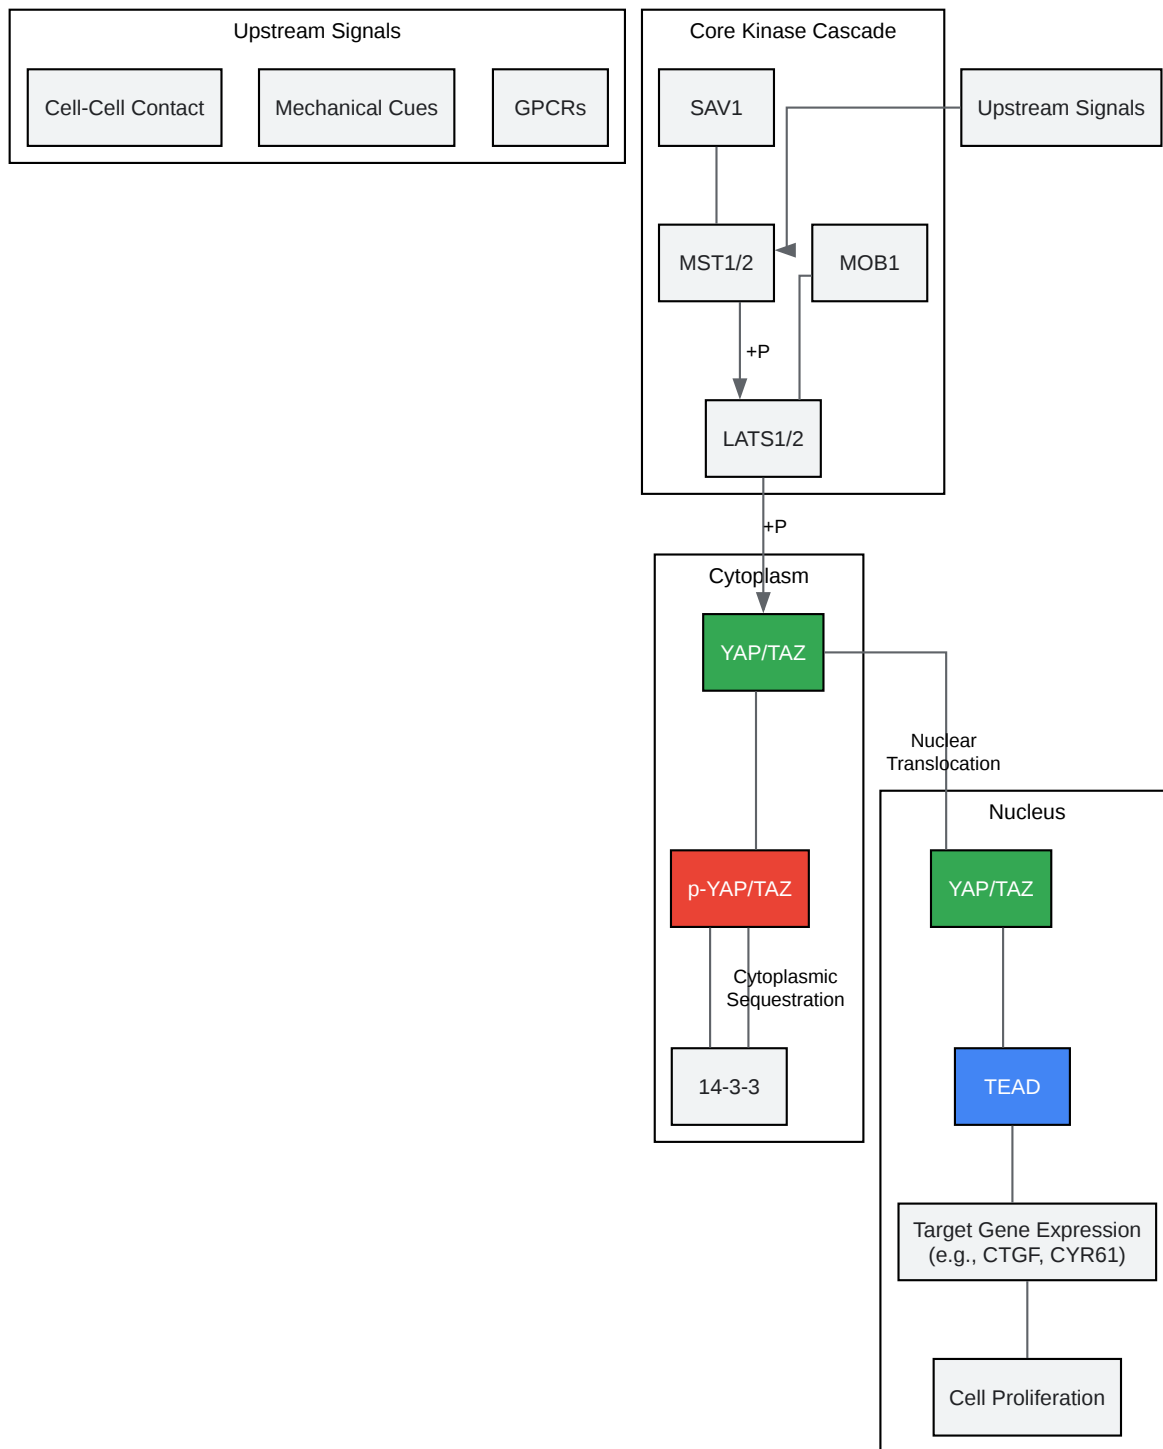 Upstream Signals
Cell-Cell Contact
Mechanical Cues
GPCRs
Core Kinase Cascade
SAV1
Upstream Signals
MST1/2
MOB1
+P
LATS1/2
+P
Cytoplasm
YAP/TAZ
Nuclear
Translocation
Nucleus
p-YAP/TAZ
YAP/TAZ
Cytoplasmic
Sequestration
14-3-3
TEAD
Target Gene Expression
(e.g., CTGF, CYR61)
Cell Proliferation